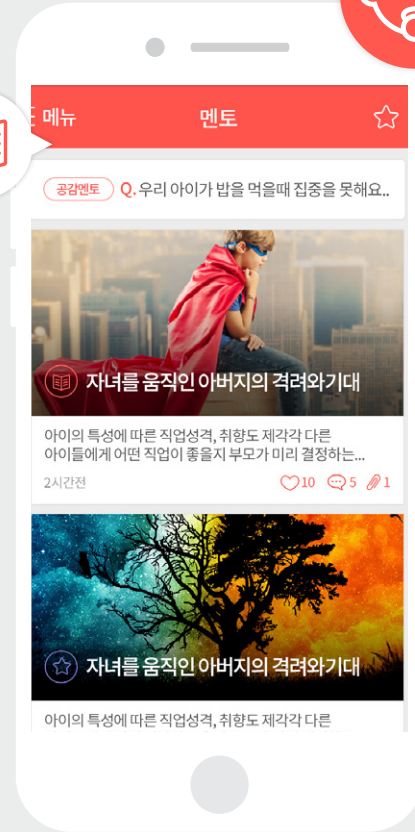 메뉴
멘토
공감멘토 Q. 우리 아이가 밥을 먹을때 집중을 못해요..
자녀를 움직인 아버지의 격려와기대
아이의 특성에 따른 직업성격, 취향도 제각각 다른
아이들에게 어떤 직업이 좋을지 부모가 미리 결정하는...
2시간전
10 5 1
자녀를 움직인 아버지의 격려와기대
아이의 특성에 따른 직업성격, 취향도 제각각 다른